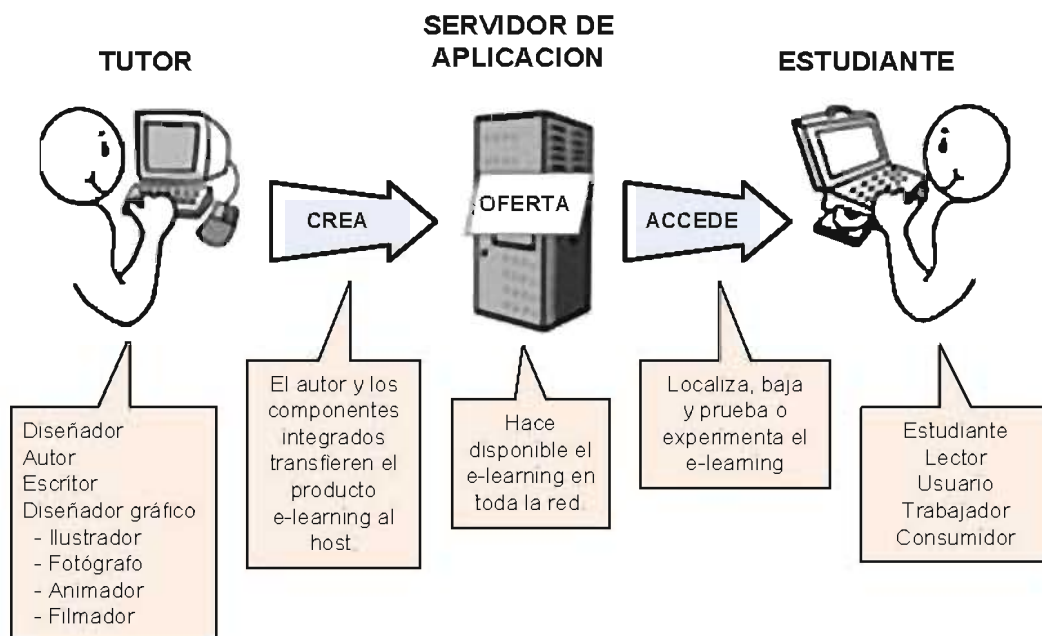 TUTOR
SERVIDOR DE
APLICACION
ESTUDIANTE
CREA
OFERTA
ACCEDE
Diseñador
Autor
Escritor
Diseñador gráfico
- Ilustrador
- Fotógrafo
- Animador
- Filmador
El autor y los
componentes
integrados
transfieren el
producto
e-learning al
host
Hace
disponible el
e-learning en
toda la red
Localiza, baja
y prueba o
experimenta el
e-learning
Estudiante
Lector
Usuario
Trabajador
Consumidor